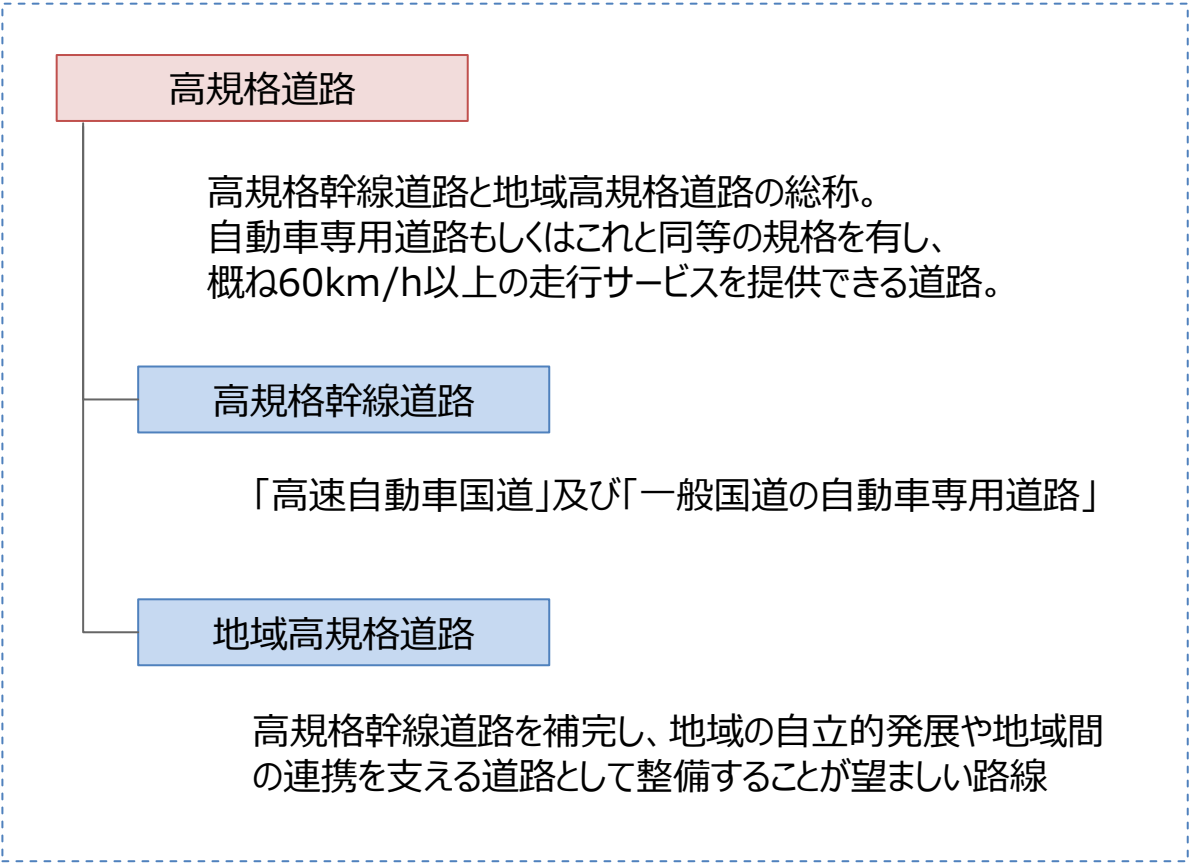 高規格道路
高規格幹線道路と地域高規格道路の総称。
自動車専用道路もしくはこれと同等の規格を有し、
概ね60km/h以上の走行サービスを提供できる道路。
高規格幹線道路
「高速自動車国道」及び「一般国道の自動車専用道路」
地域高規格道路
高規格幹線道路を補完し、地域の自立的発展や地域間
の連携を支える道路として整備することが望ましい路線